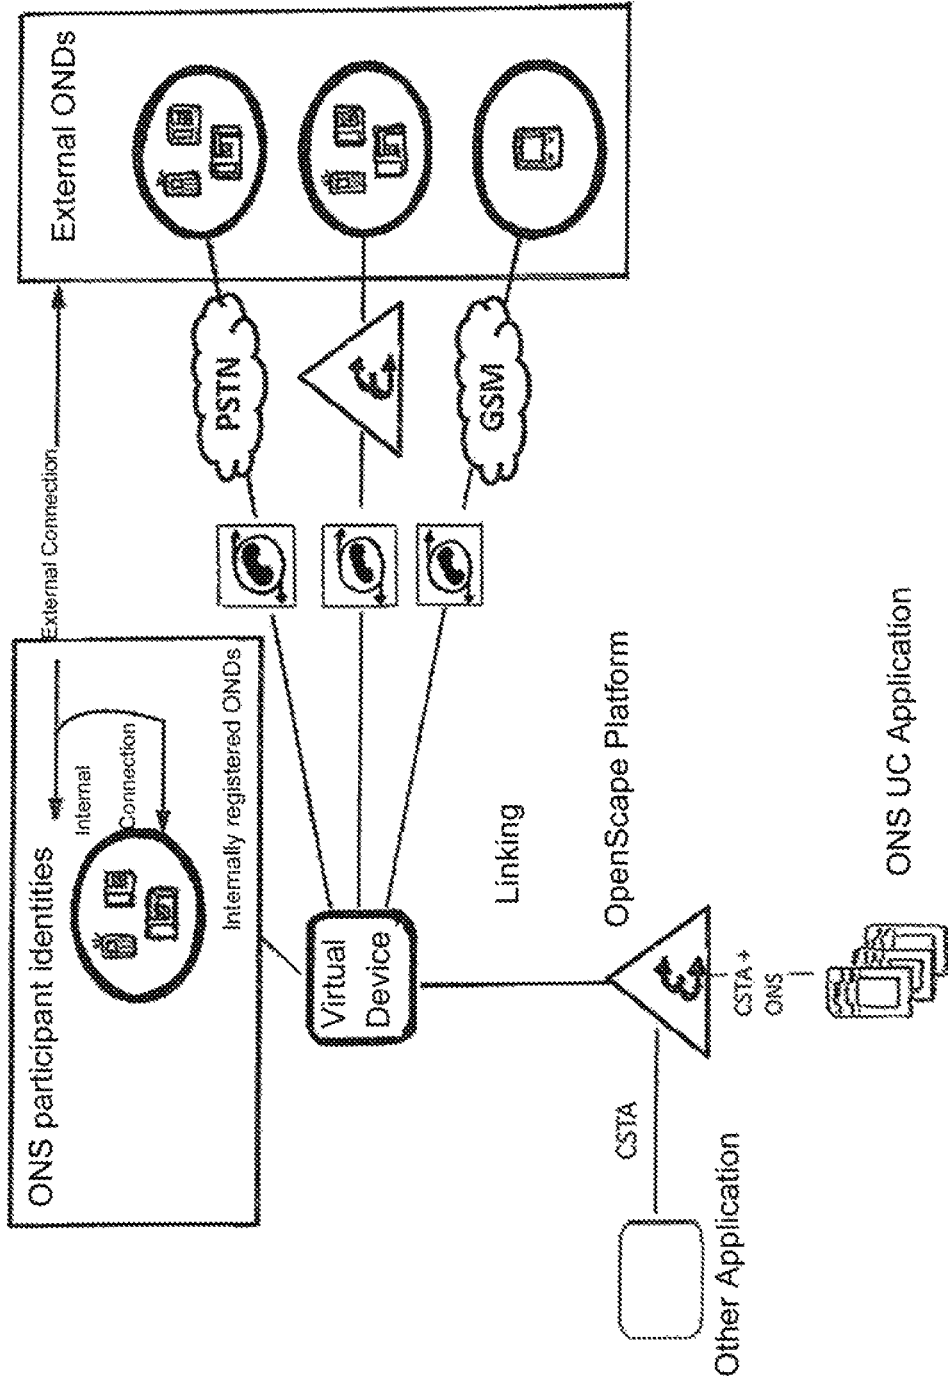 ONS participant identities
Internal
Connection
Internally registered ONDs
External Connection
External ONDs
PSTN
GSM
Virtual
Device
Linking
OpenScape Platform
CSTA
CSTA +
ONS
Other Application
ONS UC Application